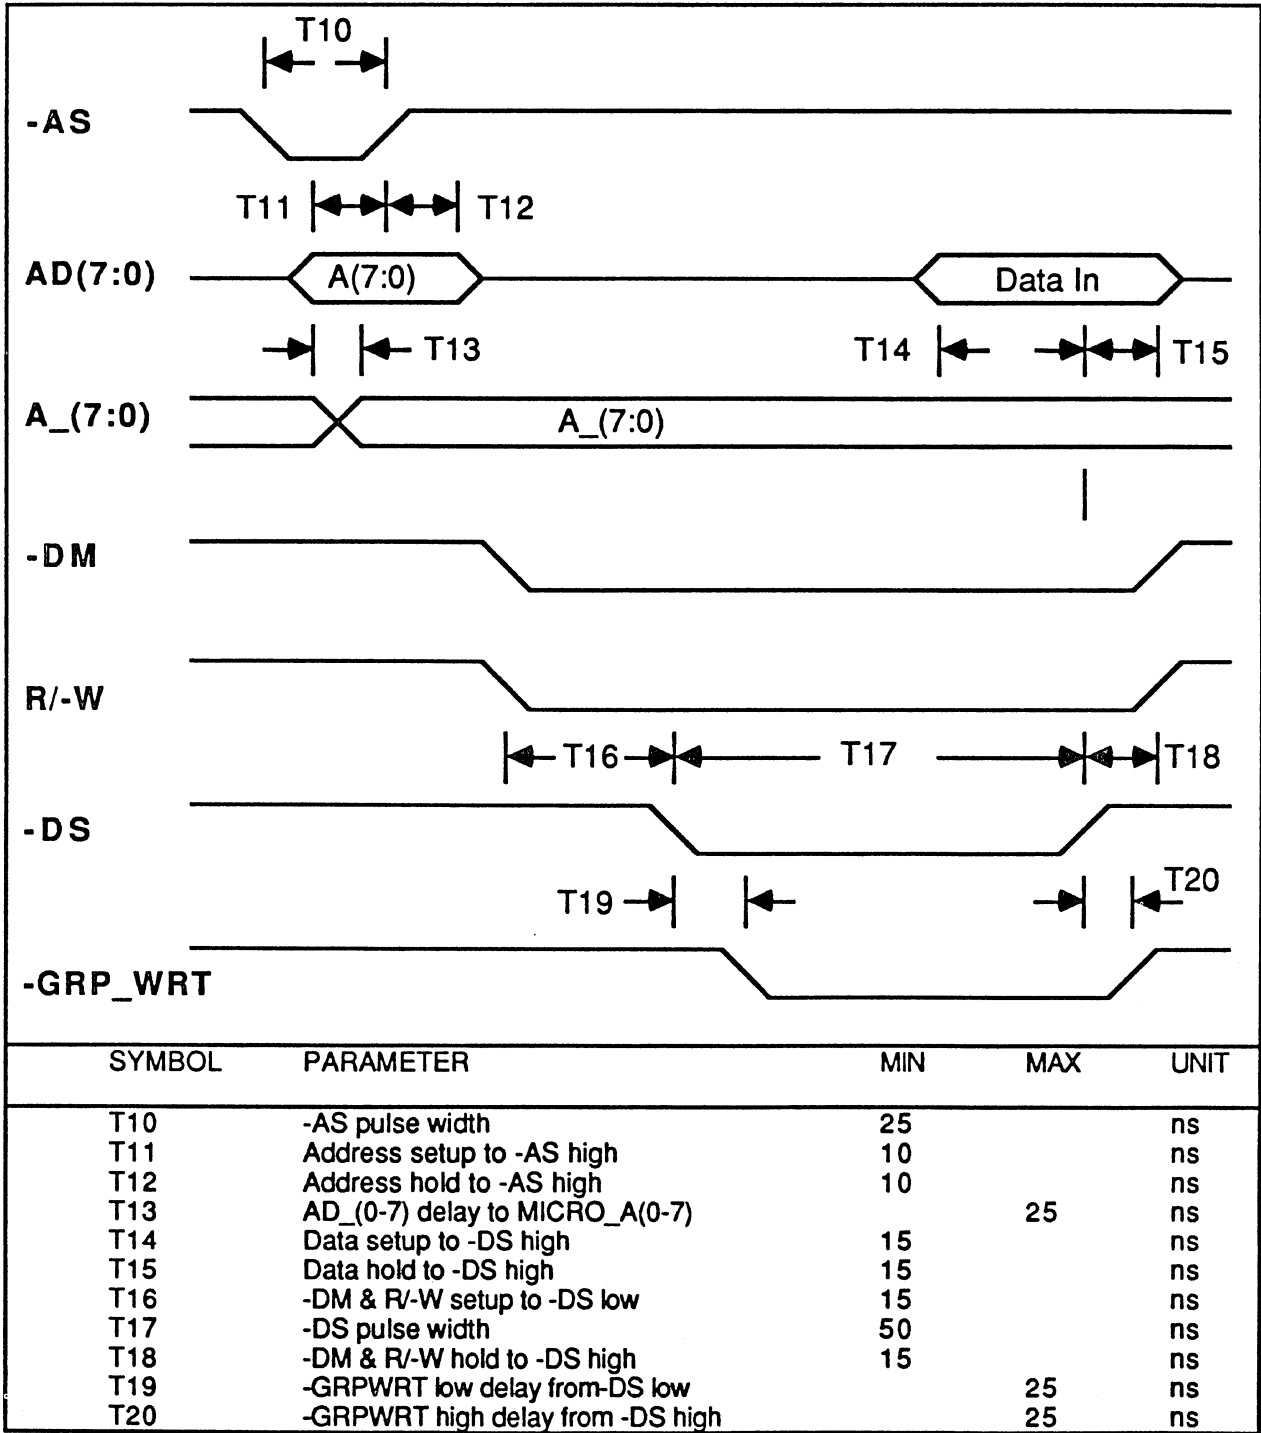 T10
-AS
T11 T12
AD(7:0) A(7:0) Data In
T13 T14 T15
A_(7:0) A_(7:0)
-DM
R/-W
T16 T17 T18
-DS
T19 T20
-GRP_WRT
SYMBOL PARAMETER MIN MAX UNIT
T10 -AS pulse width 25 ns
T11 Address setup to -AS high 10 ns
T12 Address hold to -AS high 10 ns
T13 AD_(0-7) delay to MICRO_A(0-7) 25 ns
T14 Data setup to -DS high 15 ns
T15 Data hold to -DS high 15 ns
T16 -DM & R/-W setup to -DS low 15 ns
T17 -DS pulse width 50 ns
T18 -DM & R/-W hold to -DS high 15 ns
T19 -GRPWRT low delay from-DS low 25 ns
T20 -GRPWRT high delay from -DS high 25 ns